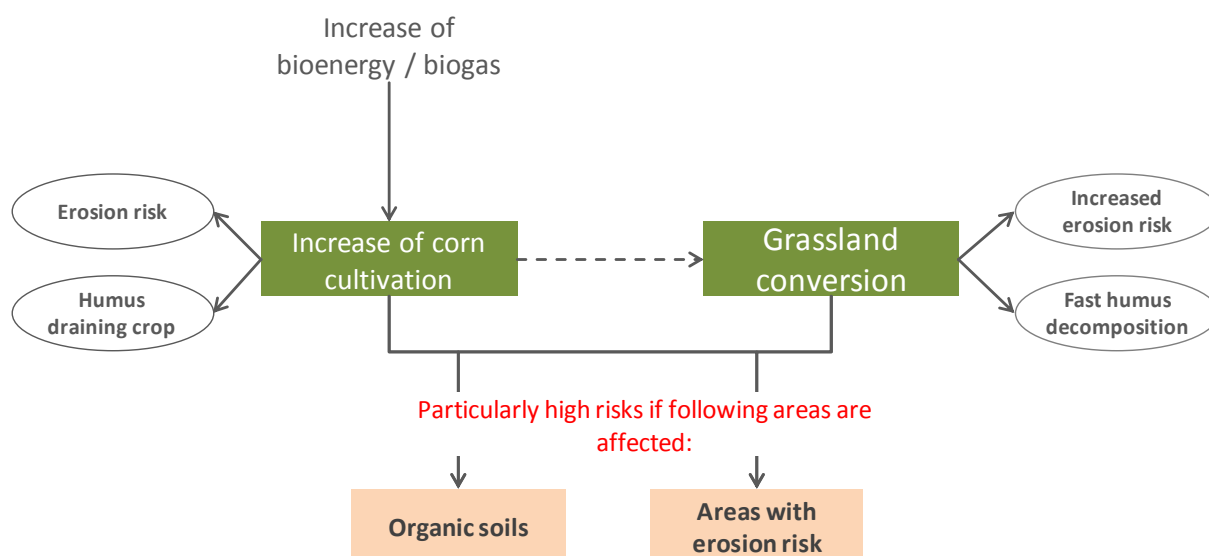 Increase of
bioenergy / biogas
Erosion risk
Humus
draining crop
Increase of corn
cultivation
Grassland
conversion
Increased
erosion risk
Fast humus
decomposition
Particularly high risks if following areas are
affected:
Organic soils
Areas with
erosion risk